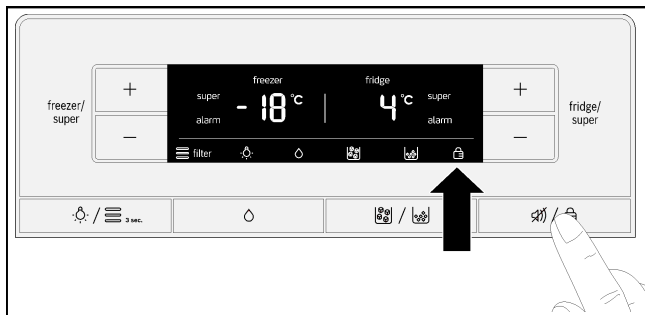 freezer/
super
+
−
freezer
super
alarm
-18°C
fridge
4°C
super
alarm
filter
+
−
fridge/
super
/
3 sec.
/
/